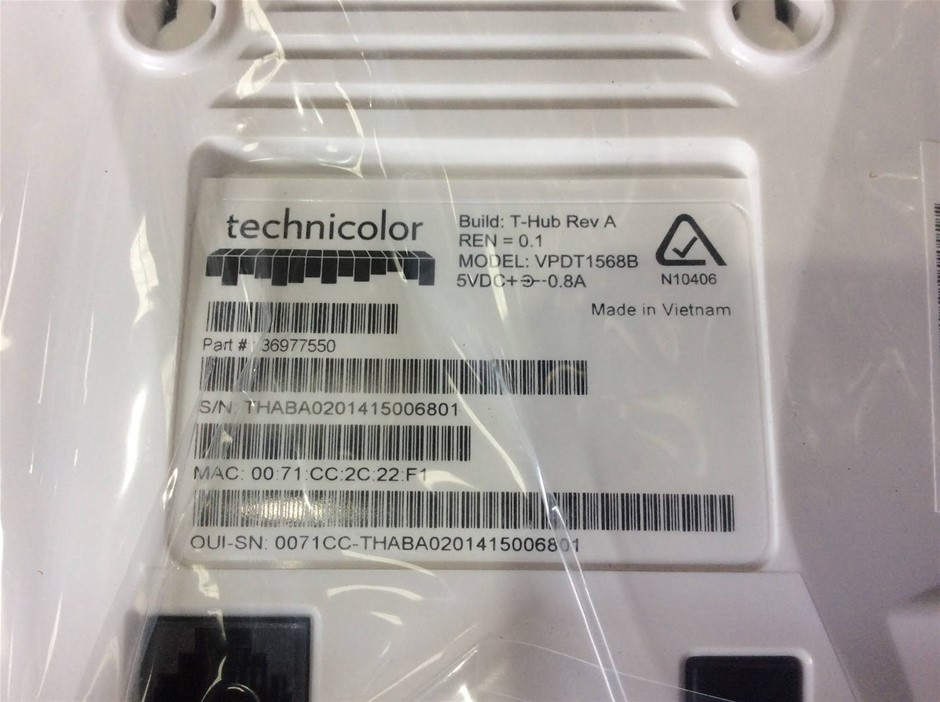 technicolor
Build: T-Hub Rev A
REN = 0.1
MODEL: VPDT1568B
5VDC+ -0.8A
N10406
Made in Vietnam
Part # : 36977550
S/N: THABA0201415006801
MAC: 00:71:CC:2C:22:F1
OUI-SN: 0071CC-THABA0201415006801